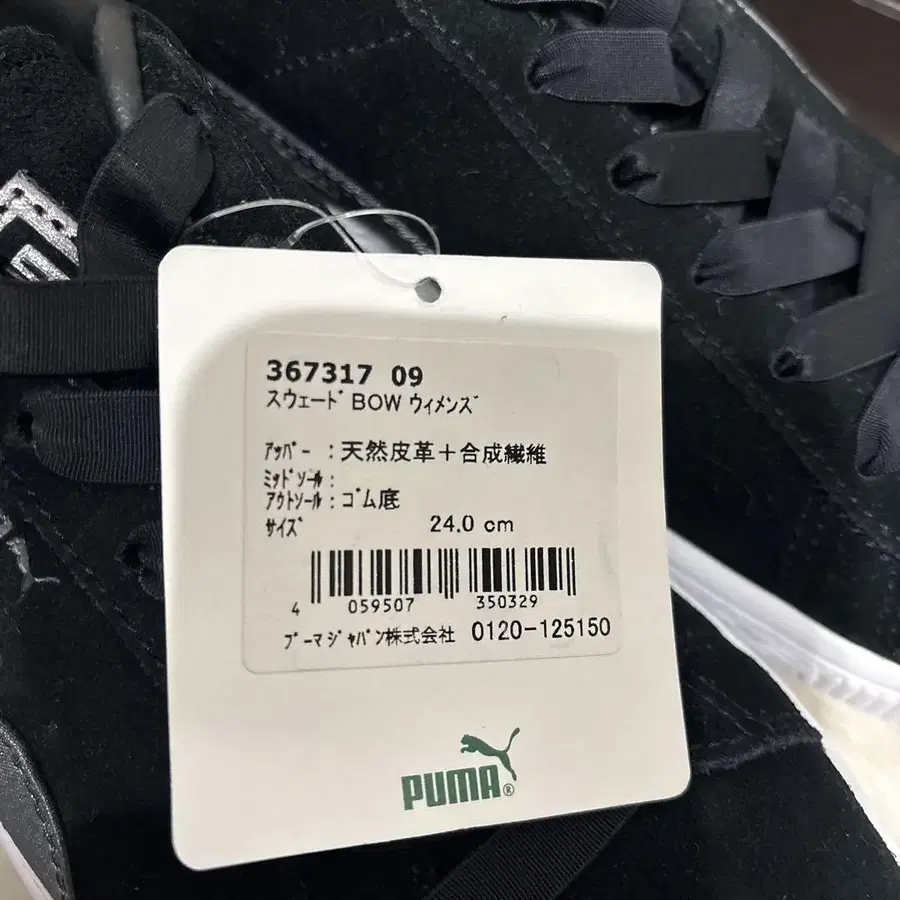 367317 09
スウェード BOW ウィメンズ
アッパー : 天然皮革＋合成繊維
ミッドソール :
アウトソール : ゴム底
サイズ 24.0 cm
4 059507 350329
プーマジャパン株式会社 0120-125150
PUMA®